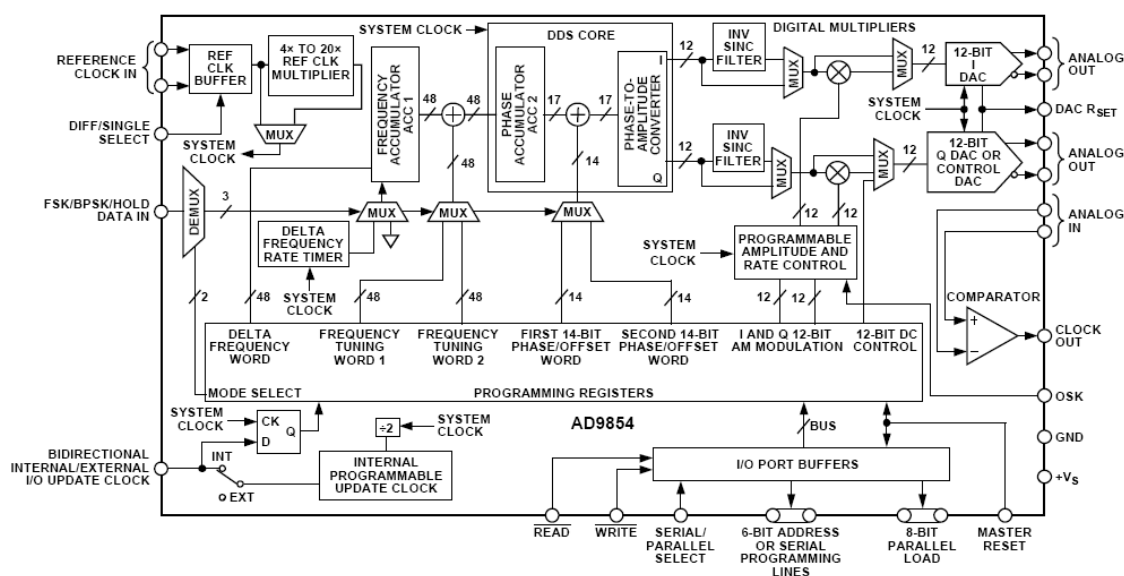 REFERENCE
CLOCK IN
DIFF/SINGLE
SELECT
FSK/BPSK/HOLD
DATA IN
BIDIRECTIONAL
INTERNAL/EXTERNAL
I/O UPDATE CLOCK
REF
CLK
BUFFER
4× TO 20×
REF CLK
MULTIPLIER
MUX
SYSTEM
CLOCK
DEMUX
3
2
SYSTEM
CLOCK
FREQUENCY
ACCUMULATOR
ACC 1
48
48
48
DDS CORE
PHASE
ACCUMULATOR
ACC 2
17
17
14
PHASE-TO-
AMPLITUDE
CONVERTER
I
Q
12
12
INV
SINC
FILTER
INV
SINC
FILTER
DIGITAL MULTIPLIERS
MUX
MUX
12
MUX
MUX
12
12-BIT
I
DAC
SYSTEM
CLOCK
12-BIT
Q DAC OR
CONTROL
DAC
ANALOG
OUT
DAC RSET
ANALOG
OUT
ANALOG
IN
COMPARATOR
+
−
CLOCK
OUT
OSK
GND
+VS
MUX
MUX
MUX
DELTA
FREQUENCY
RATE TIMER
SYSTEM
CLOCK
SYSTEM
CLOCK
12
12
PROGRAMMABLE
AMPLITUDE AND
RATE CONTROL
48
48
48
14
14
12
12
DELTA
FREQUENCY
WORD
FREQUENCY
TUNING
WORD 1
FREQUENCY
TUNING
WORD 2
FIRST 14-BIT
PHASE/OFFSET
WORD
SECOND 14-BIT
PHASE/OFFSET
WORD
I AND Q 12-BIT
AM MODULATION
12-BIT DC
CONTROL
MODE SELECT
PROGRAMMING REGISTERS
SYSTEM
CLOCK
CK
D
Q
INT
EXT
÷2
SYSTEM
CLOCK
INTERNAL
PROGRAMMABLE
UPDATE CLOCK
AD9854
BUS
I/O PORT BUFFERS
READ
WRITE
SERIAL/
PARALLEL
SELECT
6-BIT ADDRESS
OR SERIAL
PROGRAMMING
LINES
8-BIT
PARALLEL
LOAD
MASTER
RESET